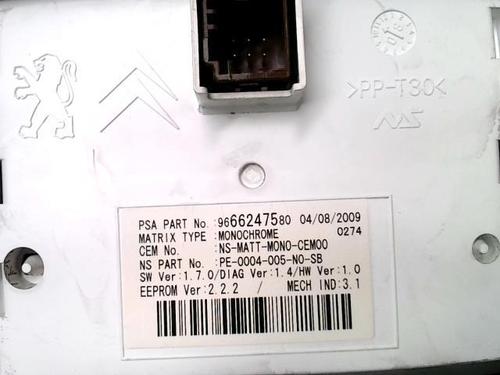 >PP-T30<
PSA PART No.:9666247580 04/08/2009
MATRIX TYPE :MONOCHROME 0274
CEM No. :NS-MATT-MONO-CEM00
NS PART No. :PE-0004-005-N0-SB
SW Ver:1.7.0/DIAG Ver:1.4/HW Ver:1.0
EEPROM Ver:2.2.2 / MECH IND:3.1